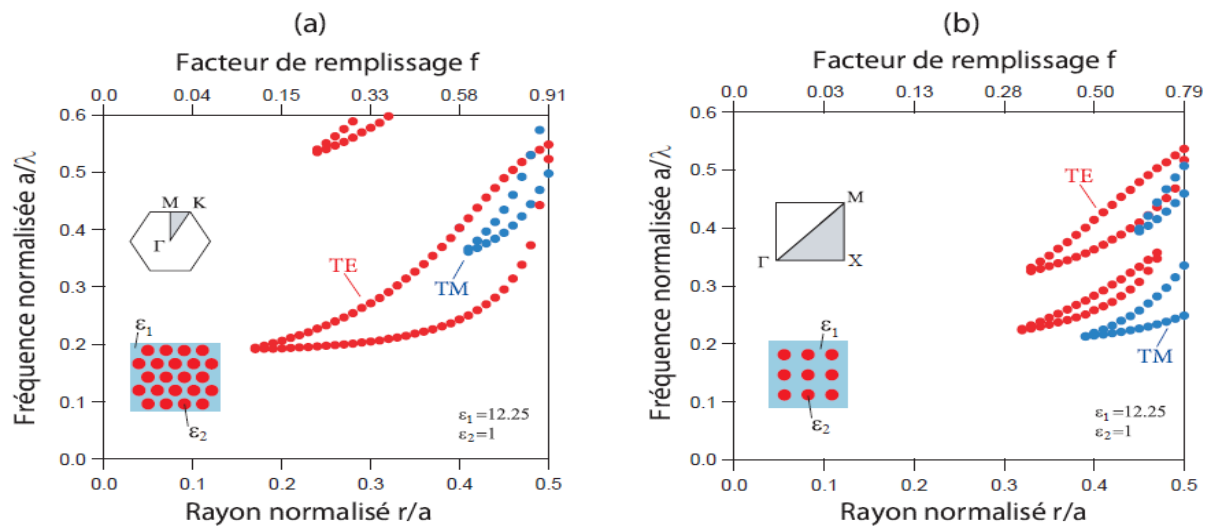 (a)
Facteur de remplissage f
0.0 0.04 0.15 0.33 0.58 0.91
Fréquence normalisée a/λ
0.6
0.5
0.4
0.3
0.2
0.1
0.0
M K
Γ
TE
TM
ε1
ε2
ε1=12.25
ε2=1
0.0 0.1 0.2 0.3 0.4 0.5
Rayon normalisé r/a
(b)
Facteur de remplissage f
0.0 0.03 0.13 0.28 0.50 0.79
Fréquence normalisée a/λ
0.6
0.5
0.4
0.3
0.2
0.1
0.0
M
Γ
X
TE
TM
ε1
ε2
ε1=12.25
ε2=1
0.0 0.1 0.2 0.3 0.4 0.5
Rayon normalisé r/a